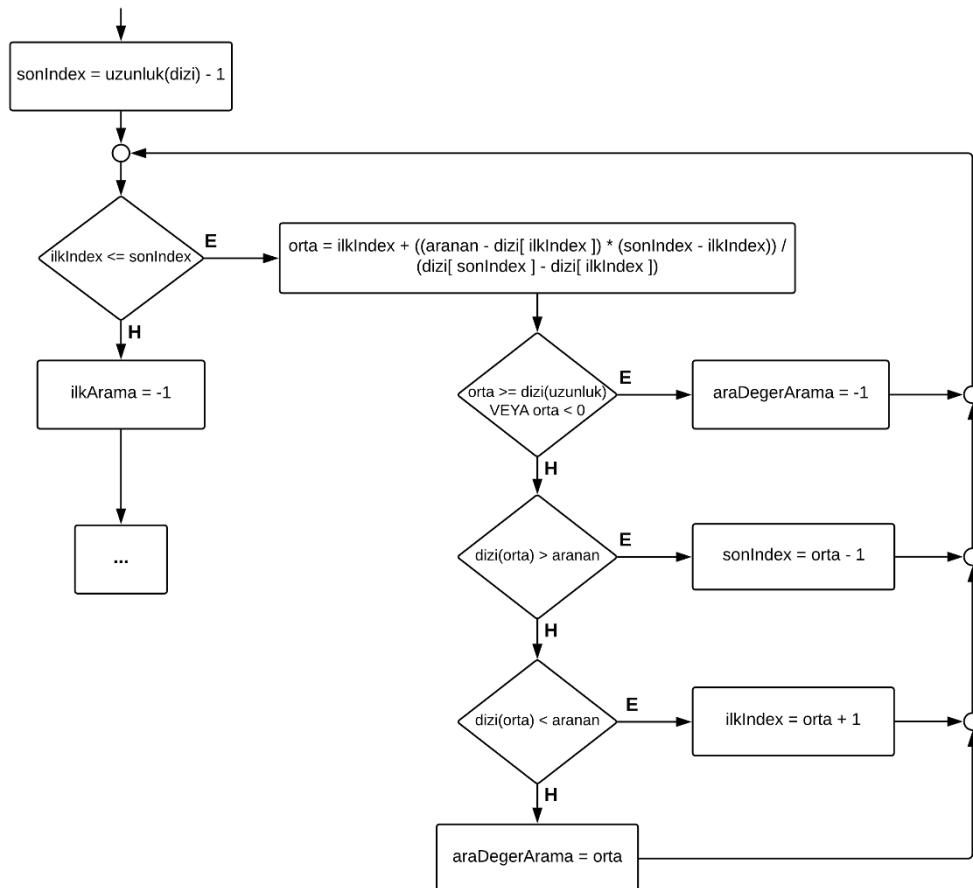 sonIndex = uzunluk(dizi) - 1
ilkIndex <= sonIndex
E
orta = ilkIndex + ((aranan - dizi[ ilkIndex ]) * (sonIndex - ilkIndex)) /
(dizi[ sonIndex ] - dizi[ ilkIndex ])
H
ilkArama = -1
orta >= dizi(uzunluk)
VEYA orta < 0
E
araDegerArama = -1
H
...
dizi(orta) > aranan
E
sonIndex = orta - 1
H
dizi(orta) < aranan
E
ilkIndex = orta + 1
H
araDegerArama = orta